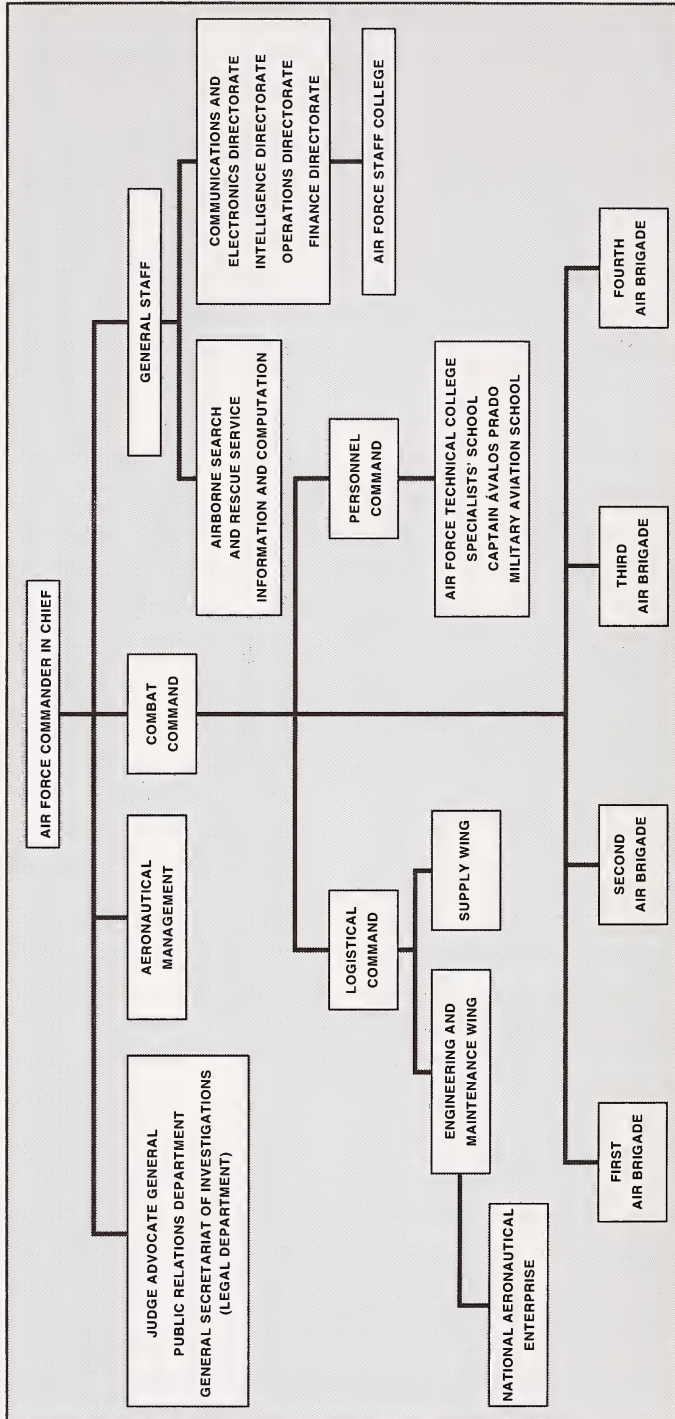 AIR FORCE COMMANDER IN CHIEF
JUDGE ADVOCATE GENERAL
PUBLIC RELATIONS DEPARTMENT
GENERAL SECRETARIAT OF INVESTIGATIONS
(LEGAL DEPARTMENT)
AERONAUTICAL
MANAGEMENT
COMBAT
COMMAND
GENERAL STAFF
AIRBORNE SEARCH
AND RESCUE SERVICE
INFORMATION AND COMPUTATION
COMMUNICATIONS AND
ELECTRONICS DIRECTORATE
INTELLIGENCE DIRECTORATE
OPERATIONS DIRECTORATE
FINANCE DIRECTORATE
AIR FORCE STAFF COLLEGE
LOGISTICAL
COMMAND
PERSONNEL
COMMAND
ENGINEERING AND
MAINTENANCE WING
SUPPLY WING
AIR FORCE TECHNICAL COLLEGE
SPECIALISTS' SCHOOL
CAPTAIN ÁVALOS PRADO
MILITARY AVIATION SCHOOL
NATIONAL AERONAUTICAL
ENTERPRISE
FIRST
AIR BRIGADE
SECOND
AIR BRIGADE
THIRD
AIR BRIGADE
FOURTH
AIR BRIGADE